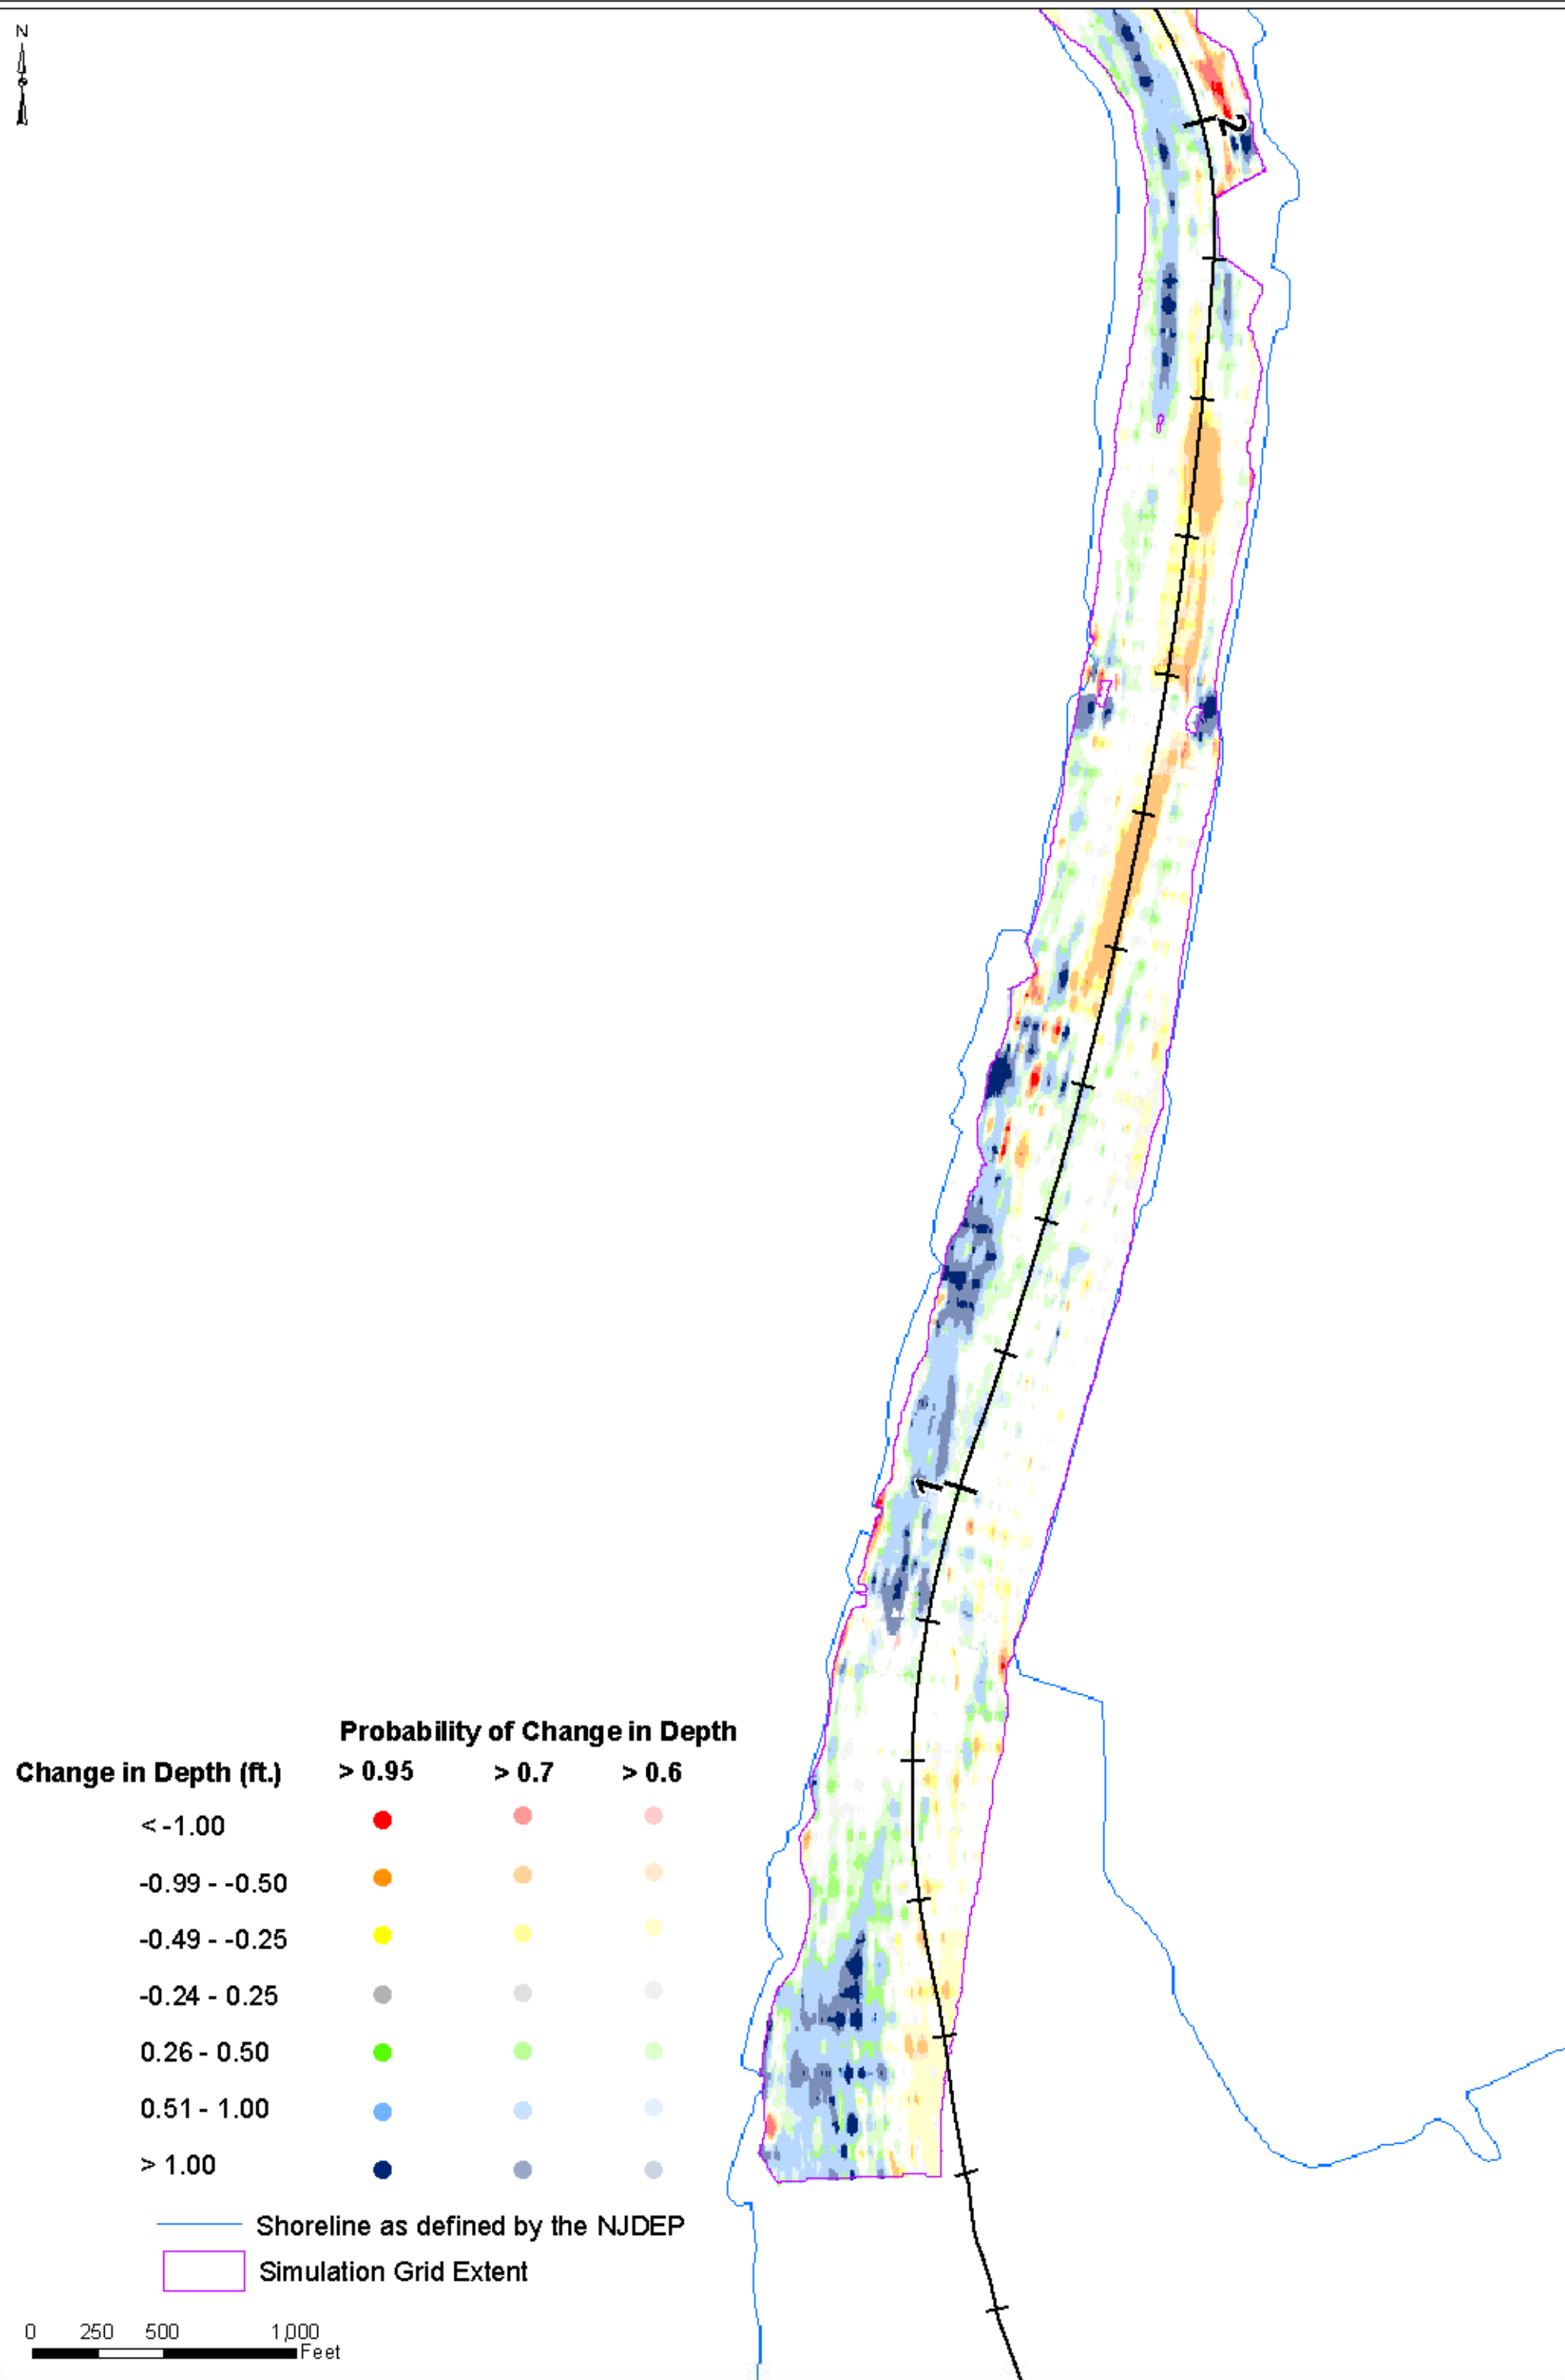 N
2
1
Probability of Change in Depth
Change in Depth (ft.) > 0.95 > 0.7 > 0.6
< -1.00
-0.99 - -0.50
-0.49 - -0.25
-0.24 - 0.25
0.26 - 0.50
0.51 - 1.00
> 1.00
Shoreline as defined by the NJDEP
Simulation Grid Extent
0 250 500 1,000
Feet